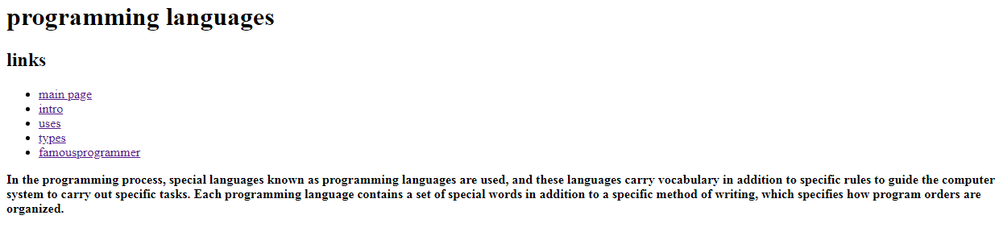 programming languages
links
main page
intro
uses
types
famousprogrammer
In the programming process, special languages known as programming languages are used, and these languages carry vocabulary in addition to specific rules to guide the computer
system to carry out specific tasks. Each programming language contains a set of special words in addition to a specific method of writing, which specifies how program orders are
organized.